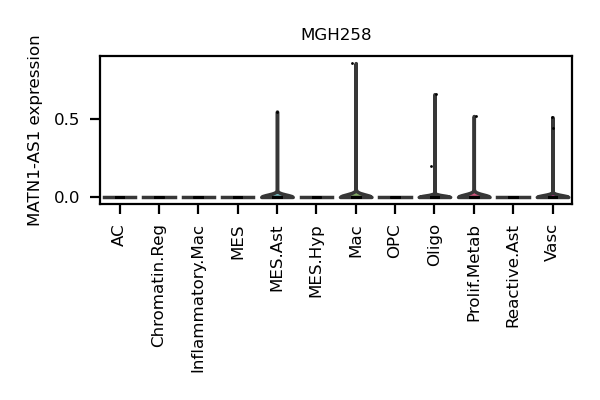 MGH258
MATN1-AS1 expression
0.5
0.0
AC
Chromatin.Reg
Inflammatory.Mac
MES
MES.Ast
MES.Hyp
Mac
OPC
Oligo
Prolif.Metab
Reactive.Ast
Vasc